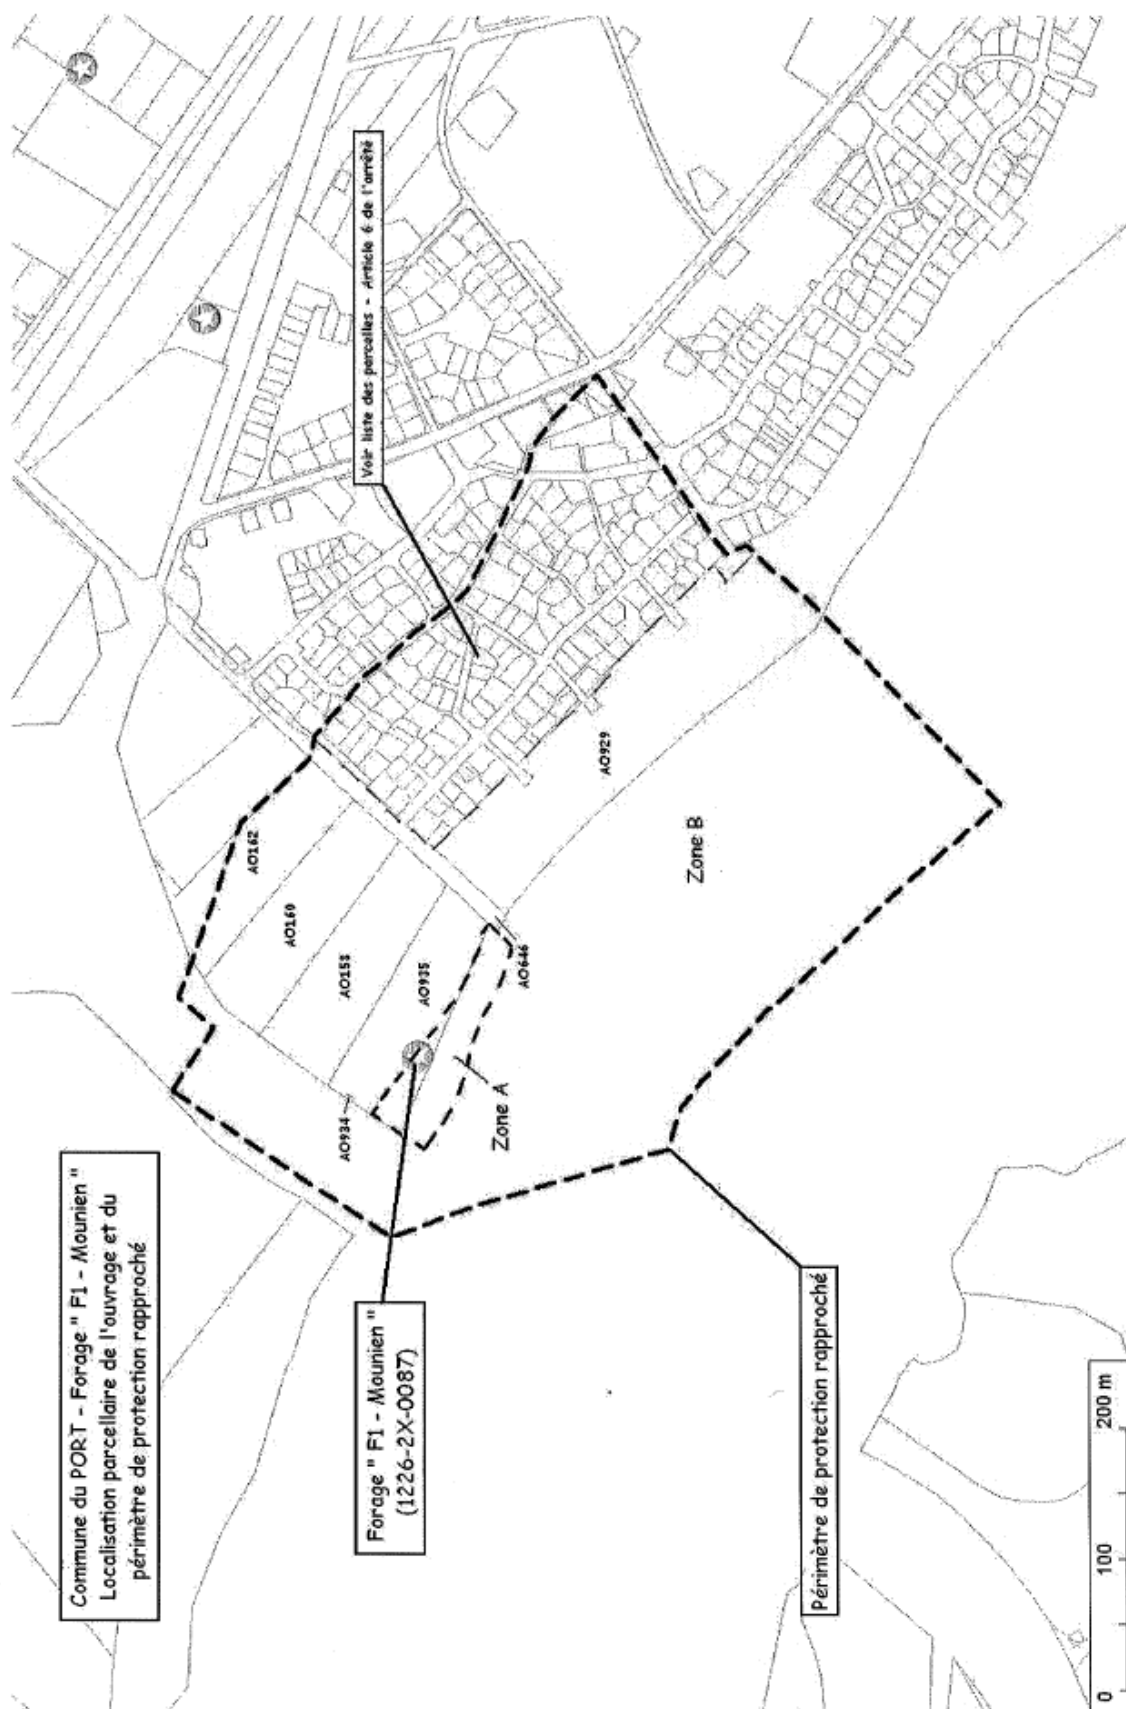 Commune du PORT - Forage " F1 - Mounien "
Localisation parcellaire de l'ouvrage et du
périmètre de protection rapproché
Voir liste des parcelles - Article 6 de l'arrêté
Forage " F1 - Mounien "
(1226-2X-0087)
Périmètre de protection rapproché
AO162
AO160
AO153
AO935
AO934
AO646
AO929
Zone A
Zone B
0
100
200 m